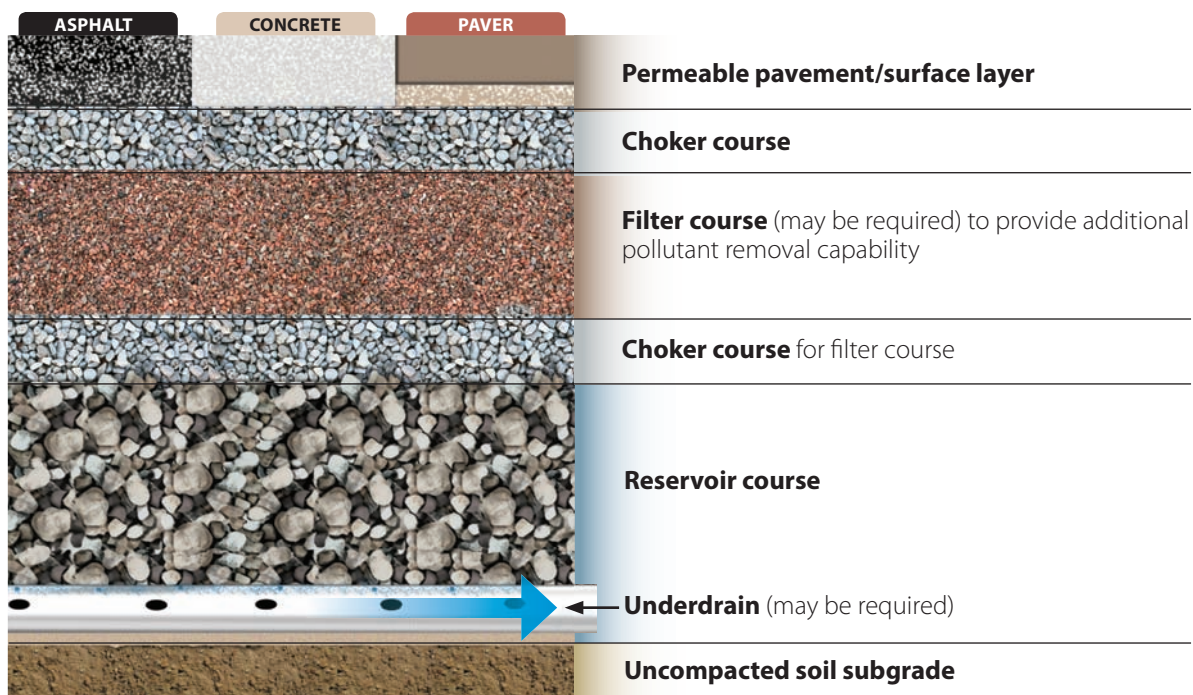 ASPHALT
CONCRETE
PAVER
Permeable pavement/surface layer
Choker course
Filter course (may be required) to provide additional
pollutant removal capability
Choker course for filter course
Reservoir course
Underdrain (may be required)
Uncompacted soil subgrade